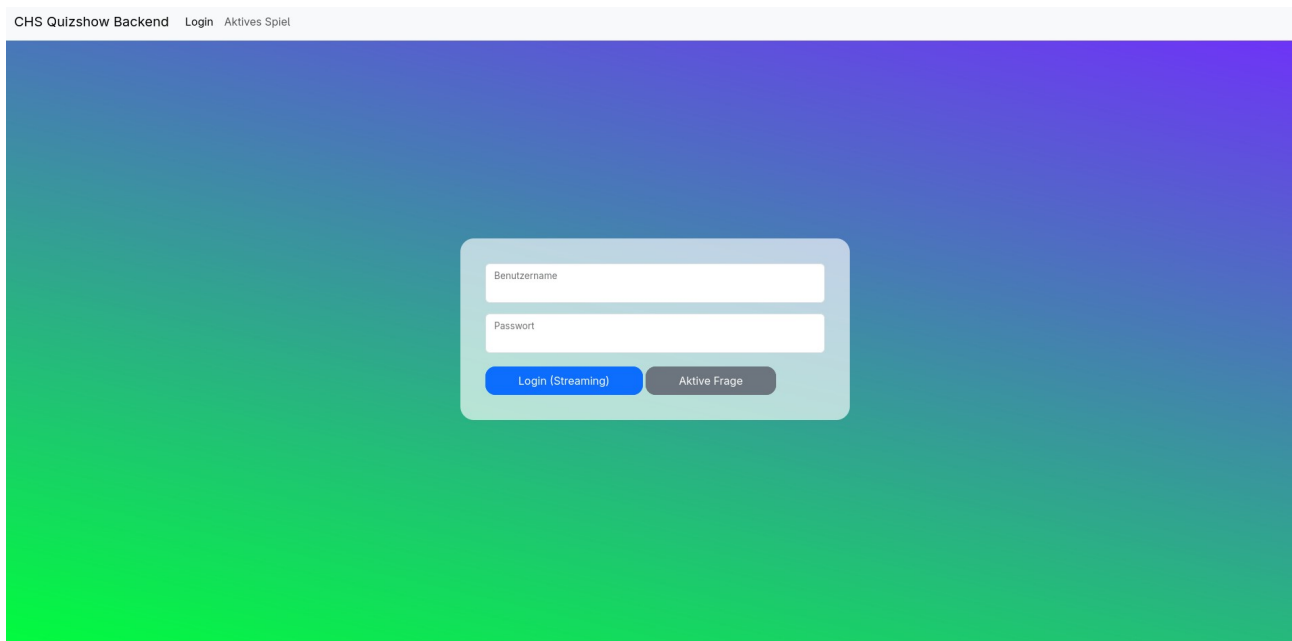 CHS Quizshow Backend Login Aktives Spiel
Benutzername
Passwort
Login (Streaming) Aktive Frage